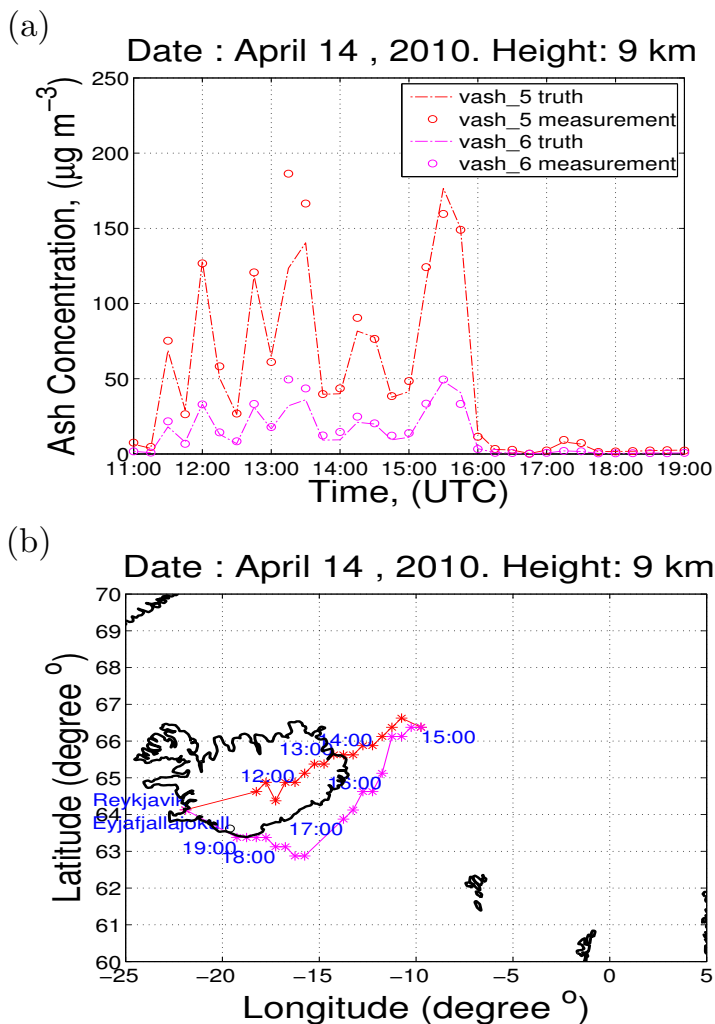 (a)
Date : April 14 , 2010. Height: 9 km
Ash Concentration, (µg m⁻³)
250
200
150
100
50
0
vash_5 truth
vash_5 measurement
vash_6 truth
vash_6 measurement
11:00 12:00 13:00 14:00 15:00 16:00 17:00 18:00 19:00
Time, (UTC)
(b)
Date : April 14 , 2010. Height: 9 km
Latitude (degree °)
70
69
68
67
66
65
64
63
62
61
60
14:00
13:00
15:00
12:00
16:00
Reykjavik
Eyjafjallajokull
17:00
19:00
18:00
−25 −20 −15 −10 −5 0 5
Longitude (degree °)